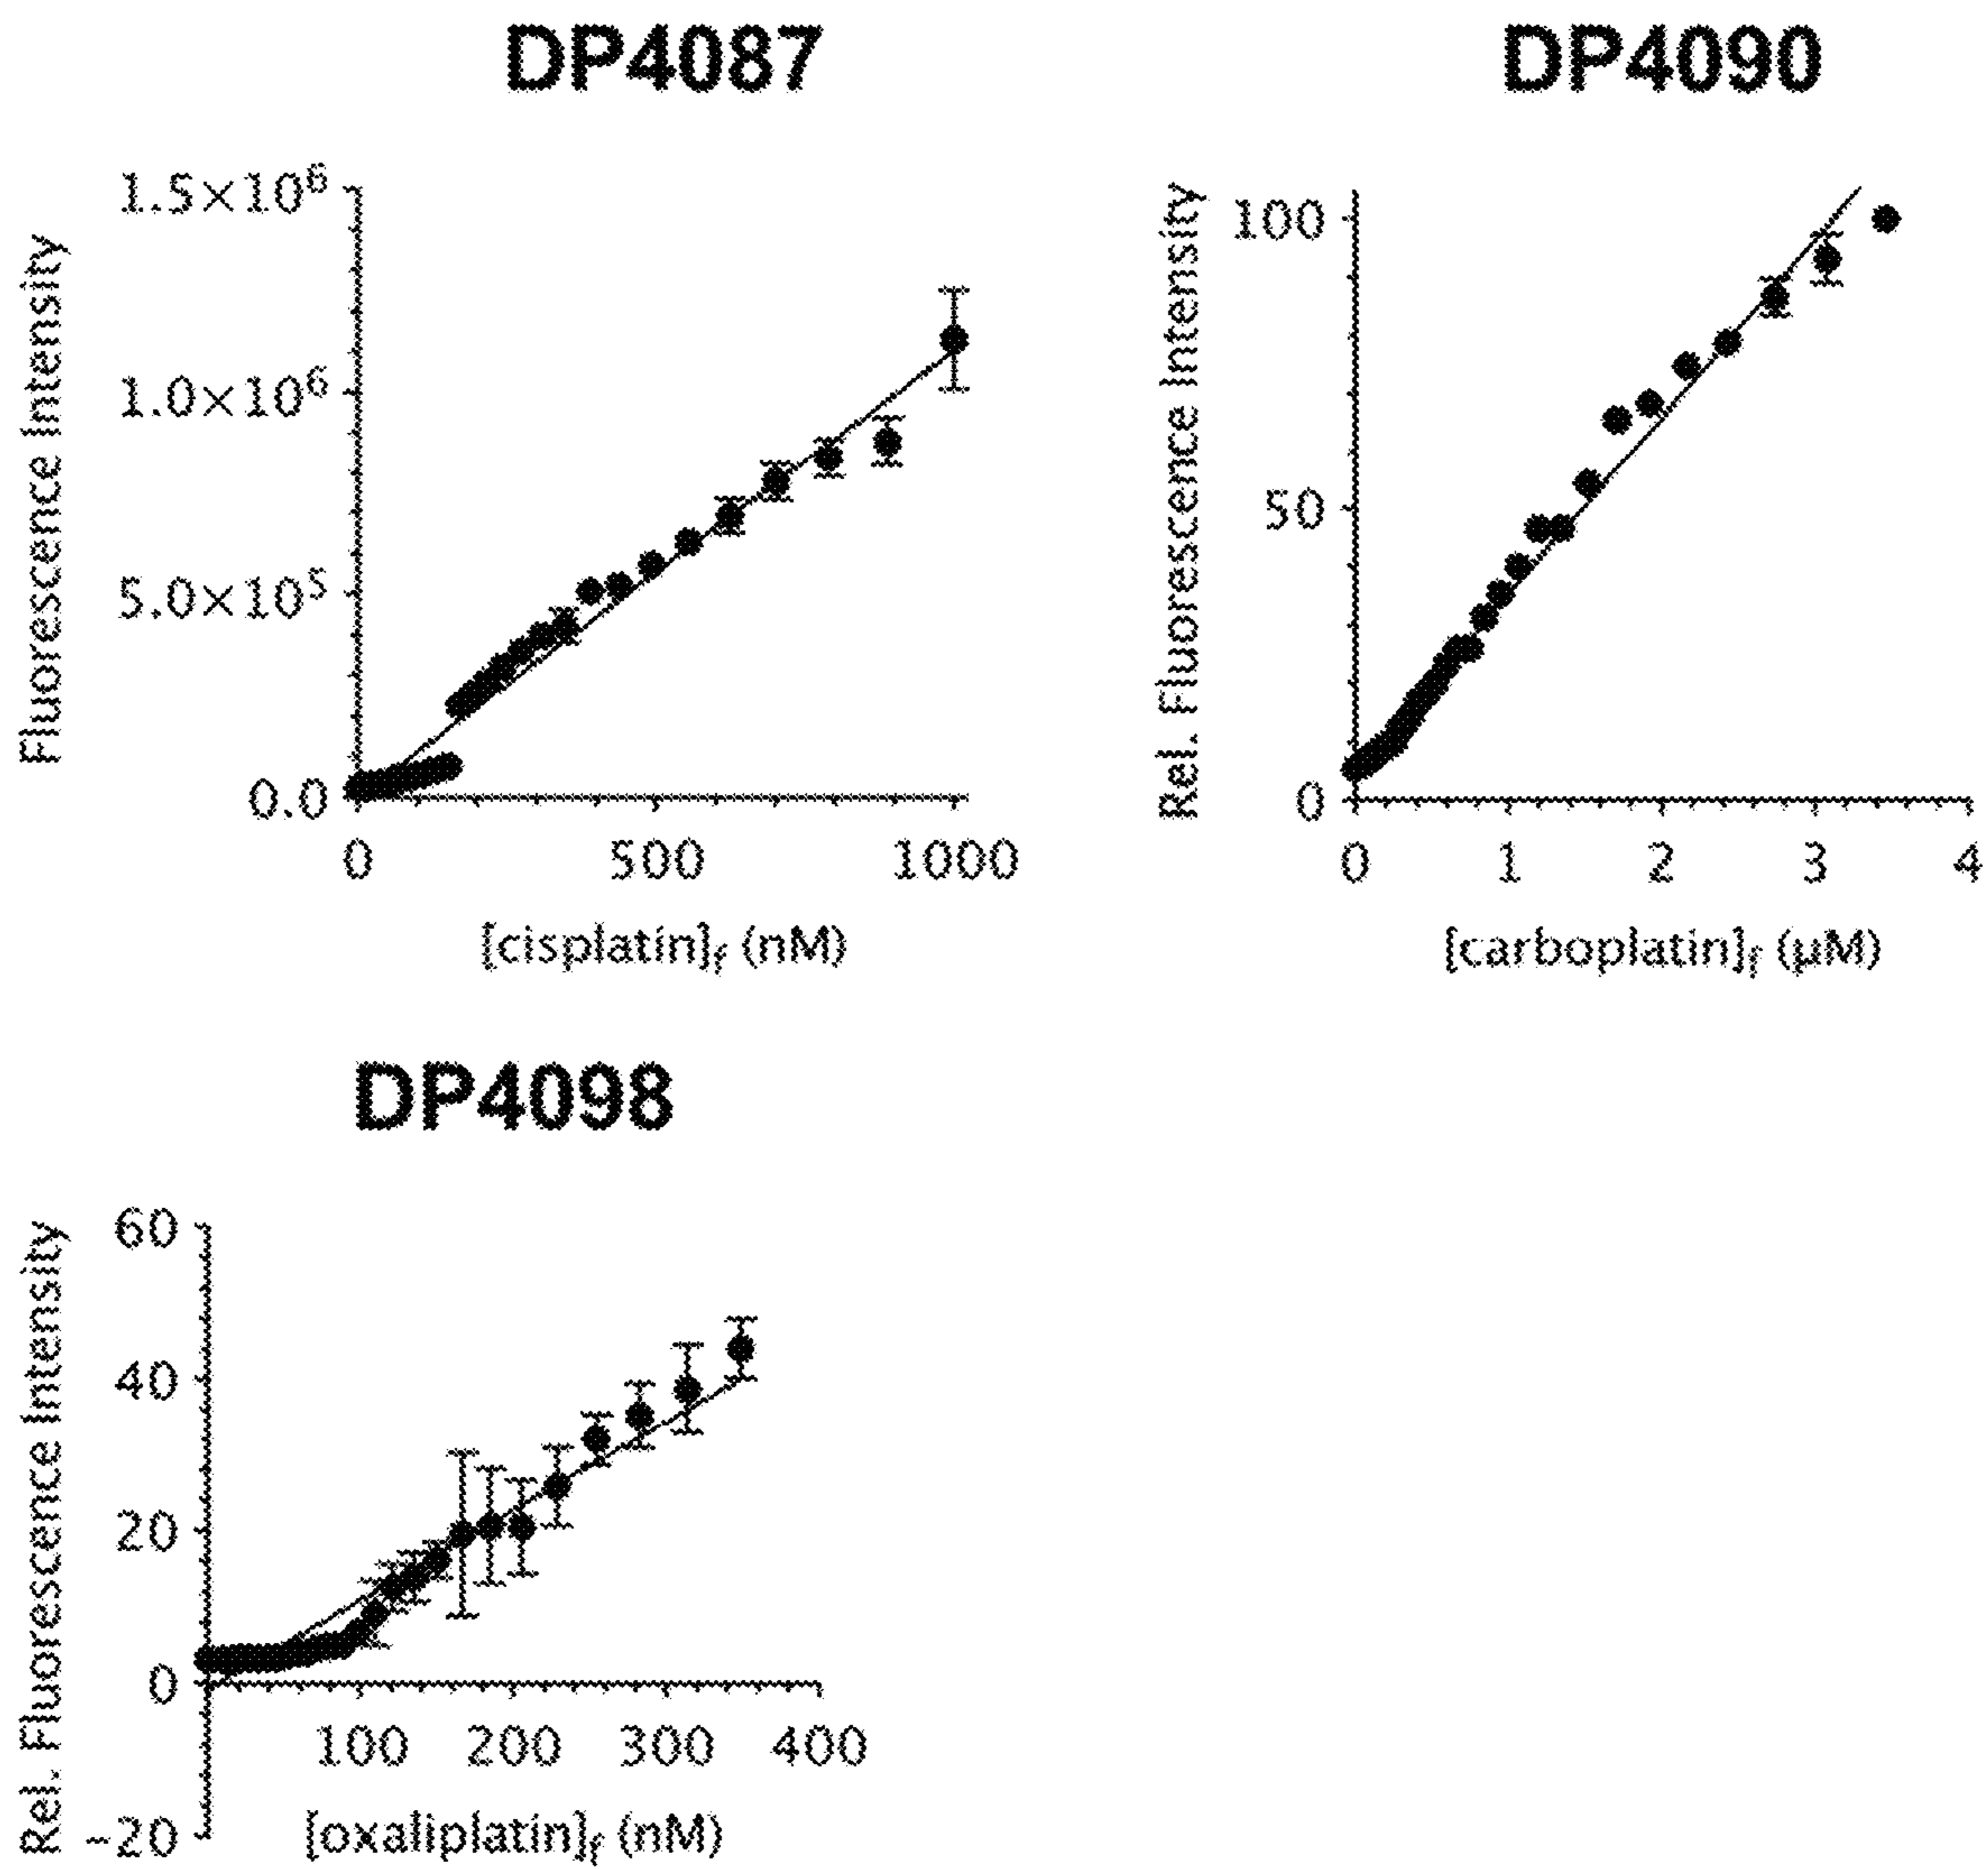 DP4087
Fluorescence Intensity
1.5×10⁶
1.0×10⁶
5.0×10⁵
0.0
0 500 1000
[cisplatin]f (nM)
DP4090
Rel. Fluorescence Intensity
100
50
0
0 1 2 3 4
[carboplatin]f (µM)
DP4098
Rel. Fluorescence Intensity
60
40
20
0
-20
100 200 300 400
[oxaliplatin]f (nM)